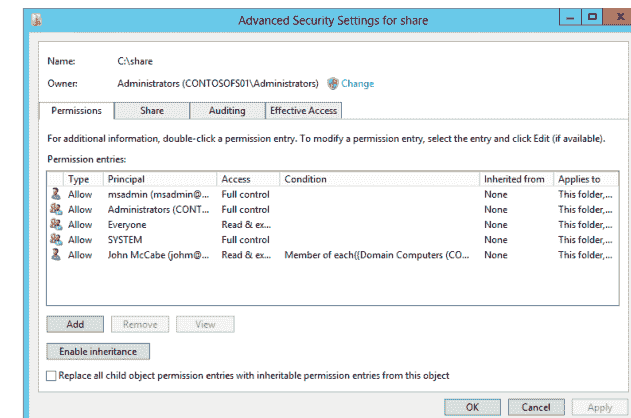 Advanced Security Settings for share
Name: C:\share
Owner: Administrators (CONTOSOFS01\Administrators) Change
Permissions Share Auditing Effective Access
For additional information, double-click a permission entry. To modify a permission entry, select the entry and click Edit (if available).
Permission entries:
Type Principal Access Condition Inherited from Applies to
Allow msadmin (msadmin@... Full control None This folder,...
Allow Administrators (CONT... Full control None This folder,...
Allow Everyone Read & ex... None This folder,...
Allow SYSTEM Full control None This folder,...
Allow John McCabe (johm@... Read & ex... Member of each({Domain Computers (CO... None This folder,...
Add Remove View
Enable inheritance
Replace all child object permission entries with inheritable permission entries from this object
OK Cancel Apply